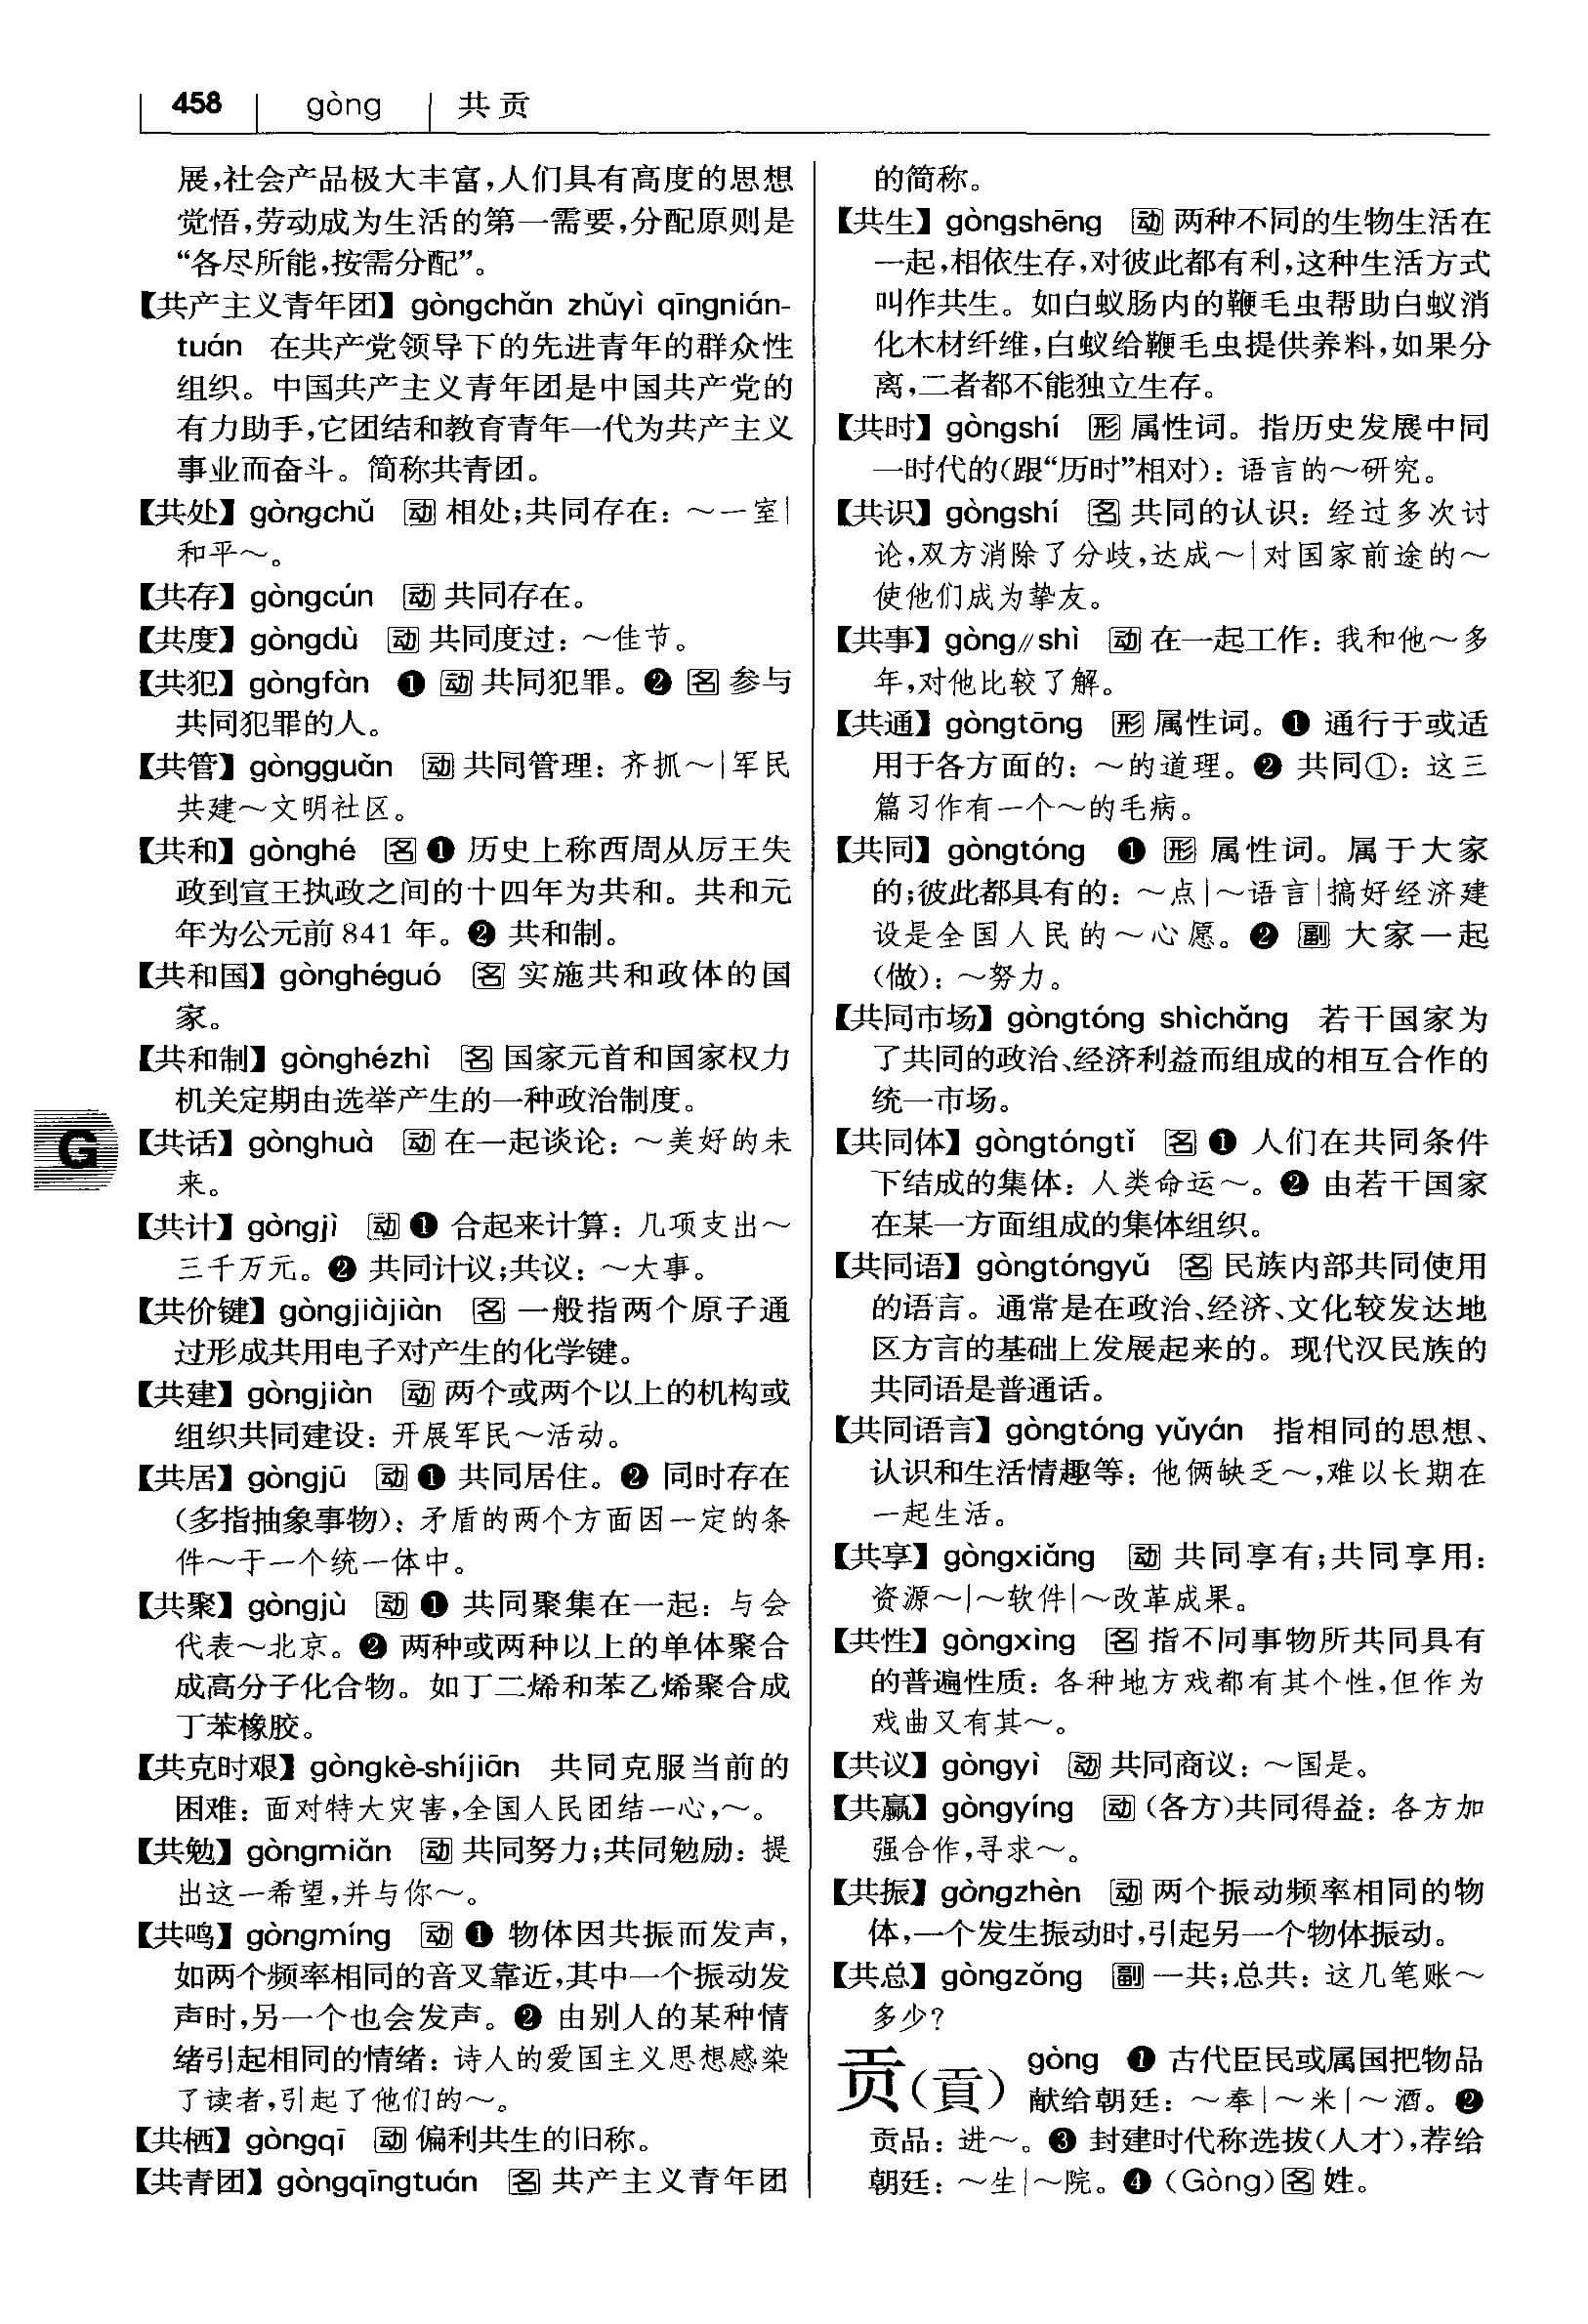 458 gòng 共贡
展,社会产品极大丰富,人们具有高度的思想
觉悟,劳动成为生活的第一需要,分配原则是
“各尽所能,按需分配”。
【共产主义青年团】 gòngchǎn zhǔyì qīngnián-
tuán 在共产党领导下的先进青年的群众性
组织。中国共产主义青年团是中国共产党的
有力助手,它团结和教育青年一代为共产主义
事业而奋斗。简称共青团。
【共处】 gòngchǔ 动 相处;共同存在:～一室|
和平～。
【共存】 gòngcún 动 共同存在。
【共度】 gòngdù 动 共同度过:～佳节。
【共犯】 gòngfàn ❶ 动 共同犯罪。❷ 名 参与
共同犯罪的人。
【共管】 gòngguǎn 动 共同管理:齐抓～|军民
共建～文明社区。
【共和】 gònghé 名 ❶ 历史上称西周从厉王失
政到宣王执政之间的十四年为共和。共和元
年为公元前 841 年。❷ 共和制。
【共和国】 gònghéguó 名 实施共和政体的国
家。
【共和制】 gònghézhì 名 国家元首和国家权力
机关定期由选举产生的一种政治制度。
G
【共话】 gònghuà 动 在一起谈论:～美好的未
来。
【共计】 gòngjì 动 ❶ 合起来计算:几项支出～
三千万元。❷ 共同计议;共议:～大事。
【共价键】 gòngjiàjiàn 名 一般指两个原子通
过形成共用电子对产生的化学键。
【共建】 gòngjiàn 动 两个或两个以上的机构或
组织共同建设:开展军民～活动。
【共居】 gòngjū 动 ❶ 共同居住。❷ 同时存在
(多指抽象事物):矛盾的两个方面因一定的条
件～于一个统一体中。
【共聚】 gòngjù 动 ❶ 共同聚集在一起:与会
代表～北京。❷ 两种或两种以上的单体聚合
成高分子化合物。如丁二烯和苯乙烯聚合成
丁苯橡胶。
【共克时艰】 gòngkè-shíjiān 共同克服当前的
困难:面对特大灾害,全国人民团结一心,～。
【共勉】 gòngmiǎn 动 共同努力;共同勉励:提
出这一希望,并与你～。
【共鸣】 gòngmíng 动 ❶ 物体因共振而发声,
如两个频率相同的音叉靠近,其中一个振动发
声时,另一个也会发声。❷ 由别人的某种情
绪引起相同的情绪:诗人的爱国主义思想感染
了读者,引起了他们的～。
【共栖】 gòngqī 动 偏利共生的旧称。
【共青团】 gòngqīngtuán 名 共产主义青年团
的简称。
【共生】 gòngshēng 动 两种不同的生物生活在
一起,相依生存,对彼此都有利,这种生活方式
叫作共生。如白蚁肠内的鞭毛虫帮助白蚁消
化木材纤维,白蚁给鞭毛虫提供养料,如果分
离,二者都不能独立生存。
【共时】 gòngshí 形 属性词。指历史发展中同
一时代的(跟“历时”相对):语言的～研究。
【共识】 gòngshí 名 共同的认识:经过多次讨
论,双方消除了分歧,达成～|对国家前途的～
使他们成为挚友。
【共事】 gòng∥shì 动 在一起工作:我和他～多
年,对他比较了解。
【共通】 gòngtōng 形 属性词。❶ 通行于或适
用于各方面的:～的道理。❷ 共同①:这三
篇习作有一个～的毛病。
【共同】 gòngtóng ❶ 形 属性词。属于大家
的;彼此都具有的:～点|～语言|搞好经济建
设是全国人民的～心愿。❷ 副 大家一起
(做):～努力。
【共同市场】 gòngtóng shìchǎng 若干国家为
了共同的政治、经济利益而组成的相互合作的
统一市场。
【共同体】 gòngtóngtǐ 名 ❶ 人们在共同条件
下结成的集体:人类命运～。❷ 由若干国家
在某一方面组成的集体组织。
【共同语】 gòngtóngyǔ 名 民族内部共同使用
的语言。通常是在政治、经济、文化较发达地
区方言的基础上发展起来的。现代汉民族的
共同语是普通话。
【共同语言】 gòngtóng yǔyán 指相同的思想、
认识和生活情趣等:他俩缺乏～,难以长期在
一起生活。
【共享】 gòngxiǎng 动 共同享有;共同享用:
资源～|～软件|～改革成果。
【共性】 gòngxìng 名 指不同事物所共同具有
的普遍性质:各种地方戏都有其个性,但作为
戏曲又有其～。
【共议】 gòngyì 动 共同商议:～国是。
【共赢】 gòngyíng 动 (各方)共同得益:各方加
强合作,寻求～。
【共振】 gòngzhèn 动 两个振动频率相同的物
体,一个发生振动时,引起另一个物体振动。
【共总】 gòngzǒng 副 一共;总共:这几笔账～
多少?
贡(貢) gòng ❶ 古代臣民或属国把物品
献给朝廷:～奉|～米|～酒。❷
贡品:进～。❸ 封建时代称选拔(人才),荐给
朝廷:～生|～院。❹ (Gòng) 名 姓。